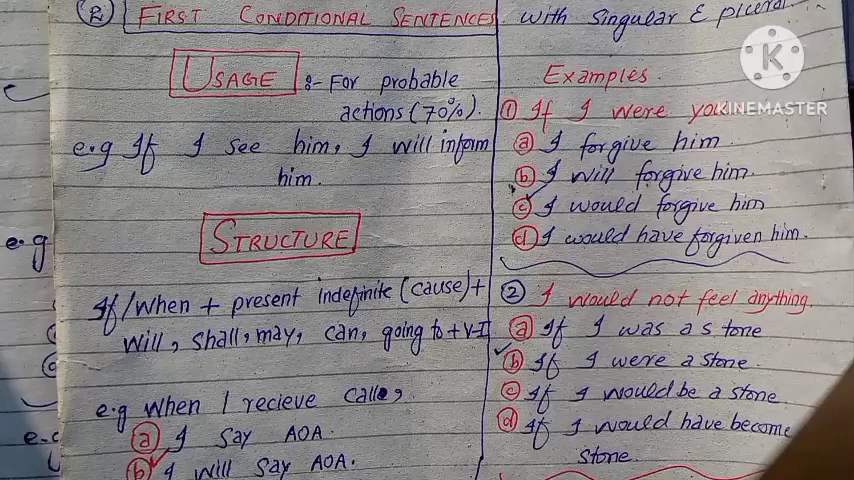 ② FIRST CONDITIONAL SENTENCES
USAGE :- For probable
actions (70%).
e.g If I see him, I will inform
him.
STRUCTURE
If/When + present indefinite (cause) +
will, shall, may, can, going to + V-I
e.g When I recieve call,
ⓐ I say AOA.
ⓑ I will say AOA.
with singular & plural.
Examples.
① If I were you
ⓐ I forgive him
ⓑ I will forgive him.
ⓒ I would forgive him
ⓓ I would have forgiven him.
② I would not feel anything.
ⓐ If I was a stone
ⓑ If I were a stone.
ⓒ If I would be a stone
ⓓ If I would have become
stone.
e.g
K
KINEMASTER